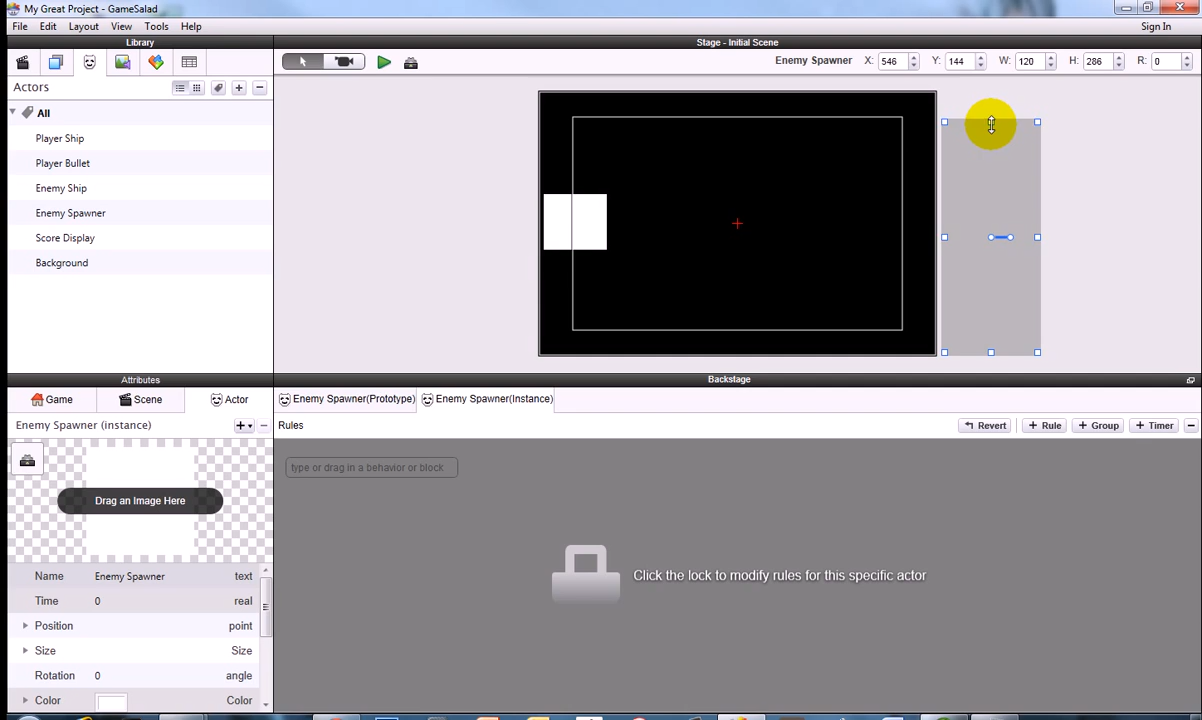 My Great Project - GameSalad
File Edit Layout View Tools Help
Sign In
Library
Stage - Initial Scene
Enemy Spawner X: 546 Y: 144 W: 120 H: 286 R: 0
Actors
All
Player Ship
Player Bullet
Enemy Ship
Enemy Spawner
Score Display
Background
Attributes
Backstage
Game Scene Actor
Enemy Spawner(Prototype) Enemy Spawner(Instance)
Enemy Spawner (instance)
Rules
Revert + Rule + Group + Timer
type or drag in a behavior or block
Drag an Image Here
Click the lock to modify rules for this specific actor
Name Enemy Spawner text
Time 0 real
Position point
Size Size
Rotation 0 angle
Color Color